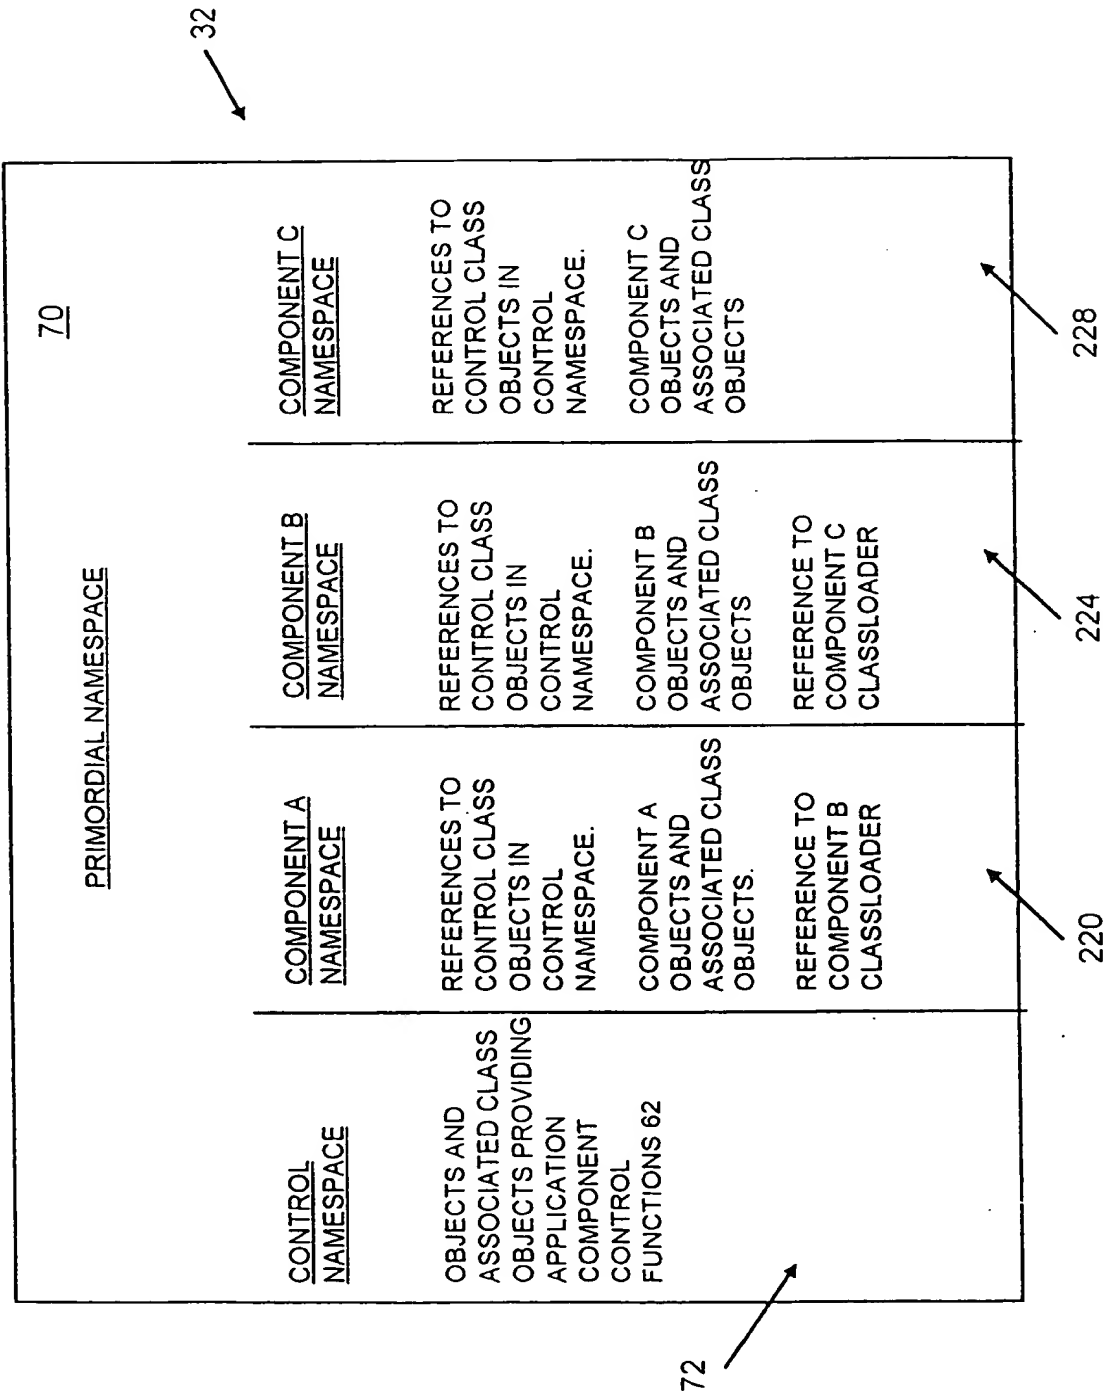 32
70
PRIMORDIAL NAMESPACE
CONTROL
NAMESPACE
OBJECTS AND
ASSOCIATED CLASS
OBJECTS PROVIDING
APPLICATION
COMPONENT
CONTROL
FUNCTIONS 62
72
COMPONENT A
NAMESPACE
REFERENCES TO
CONTROL CLASS
OBJECTS IN
CONTROL
NAMESPACE.
COMPONENT A
OBJECTS AND
ASSOCIATED CLASS
OBJECTS.
REFERENCE TO
COMPONENT B
CLASSLOADER
220
COMPONENT B
NAMESPACE
REFERENCES TO
CONTROL CLASS
OBJECTS IN
CONTROL
NAMESPACE.
COMPONENT B
OBJECTS AND
ASSOCIATED CLASS
OBJECTS
REFERENCE TO
COMPONENT C
CLASSLOADER
224
COMPONENT C
NAMESPACE
REFERENCES TO
CONTROL CLASS
OBJECTS IN
CONTROL
NAMESPACE.
COMPONENT C
OBJECTS AND
ASSOCIATED CLASS
OBJECTS
228